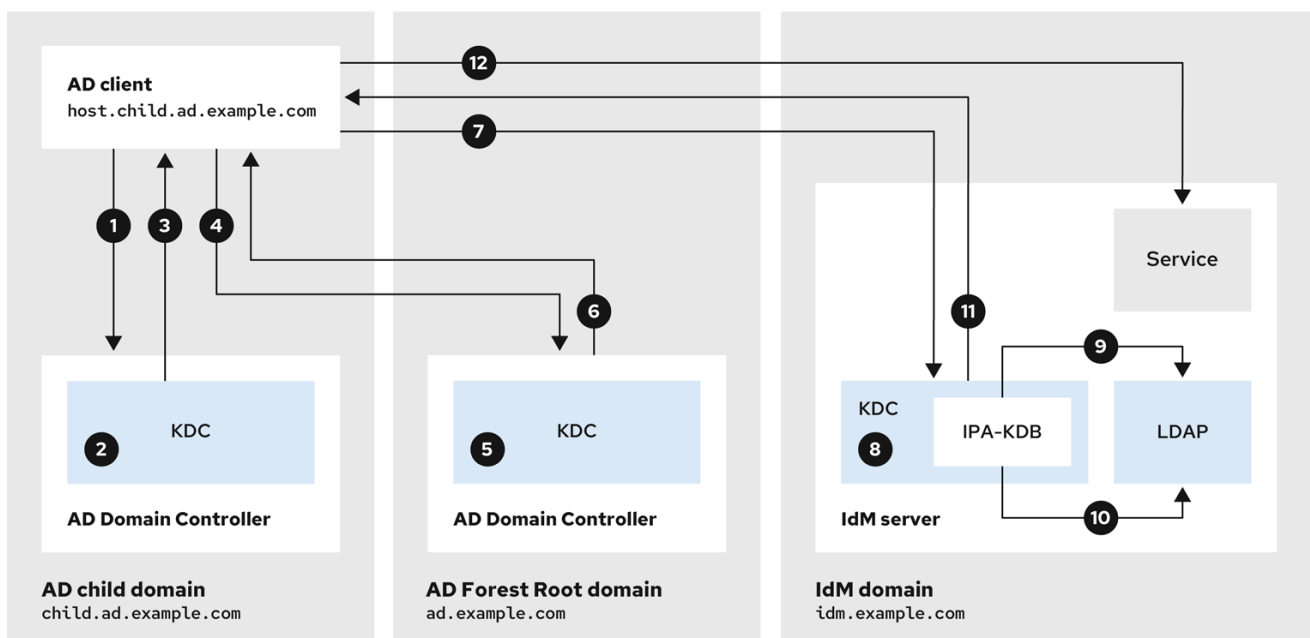 AD client
host.child.ad.example.com
12
7
1
3
4
6
11
Service
9
KDC
2
KDC
5
KDC
8
IPA-KDB
LDAP
10
AD Domain Controller
AD Domain Controller
IdM server
AD child domain
child.ad.example.com
AD Forest Root domain
ad.example.com
IdM domain
idm.example.com